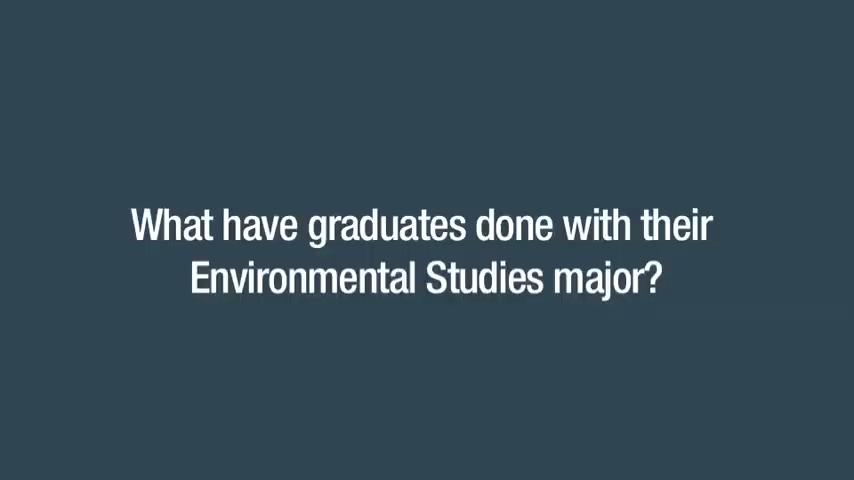 What have graduates done with their
Environmental Studies major?